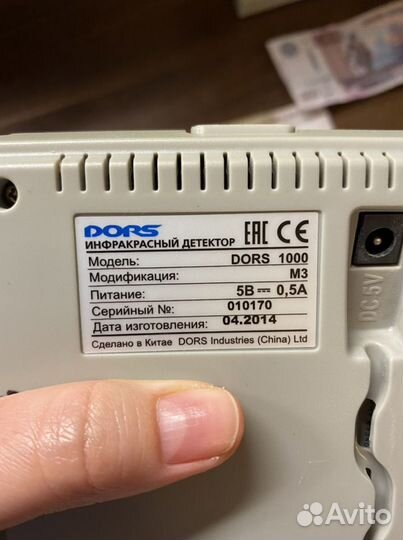 DORS
ИНФРАКРАСНЫЙ ДЕТЕКТОР
EAC CE
Модель: DORS 1000
Модификация: М3
Питание: 5В 0,5А
Серийный №: 010170
Дата изготовления: 04.2014
Сделано в Китае DORS Industries (China) Ltd
DC 5V
Avito